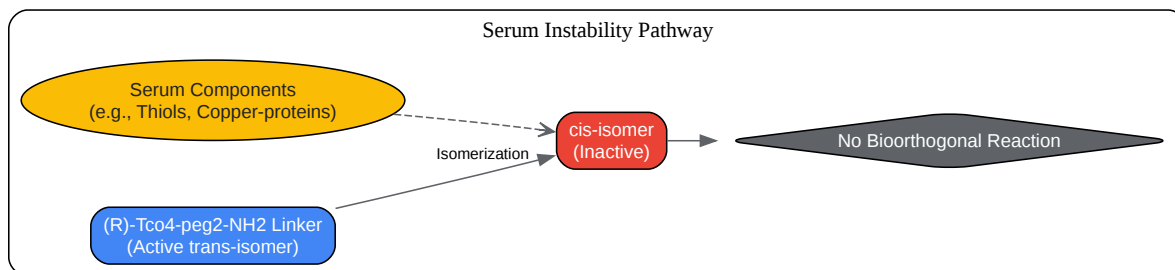 Serum Instability Pathway
Serum Components
(e.g., Thiols, Copper-proteins)
cis-isomer
(Inactive)
No Bioorthogonal Reaction
Isomerization
(R)-Tco4-peg2-NH2 Linker
(Active trans-isomer)